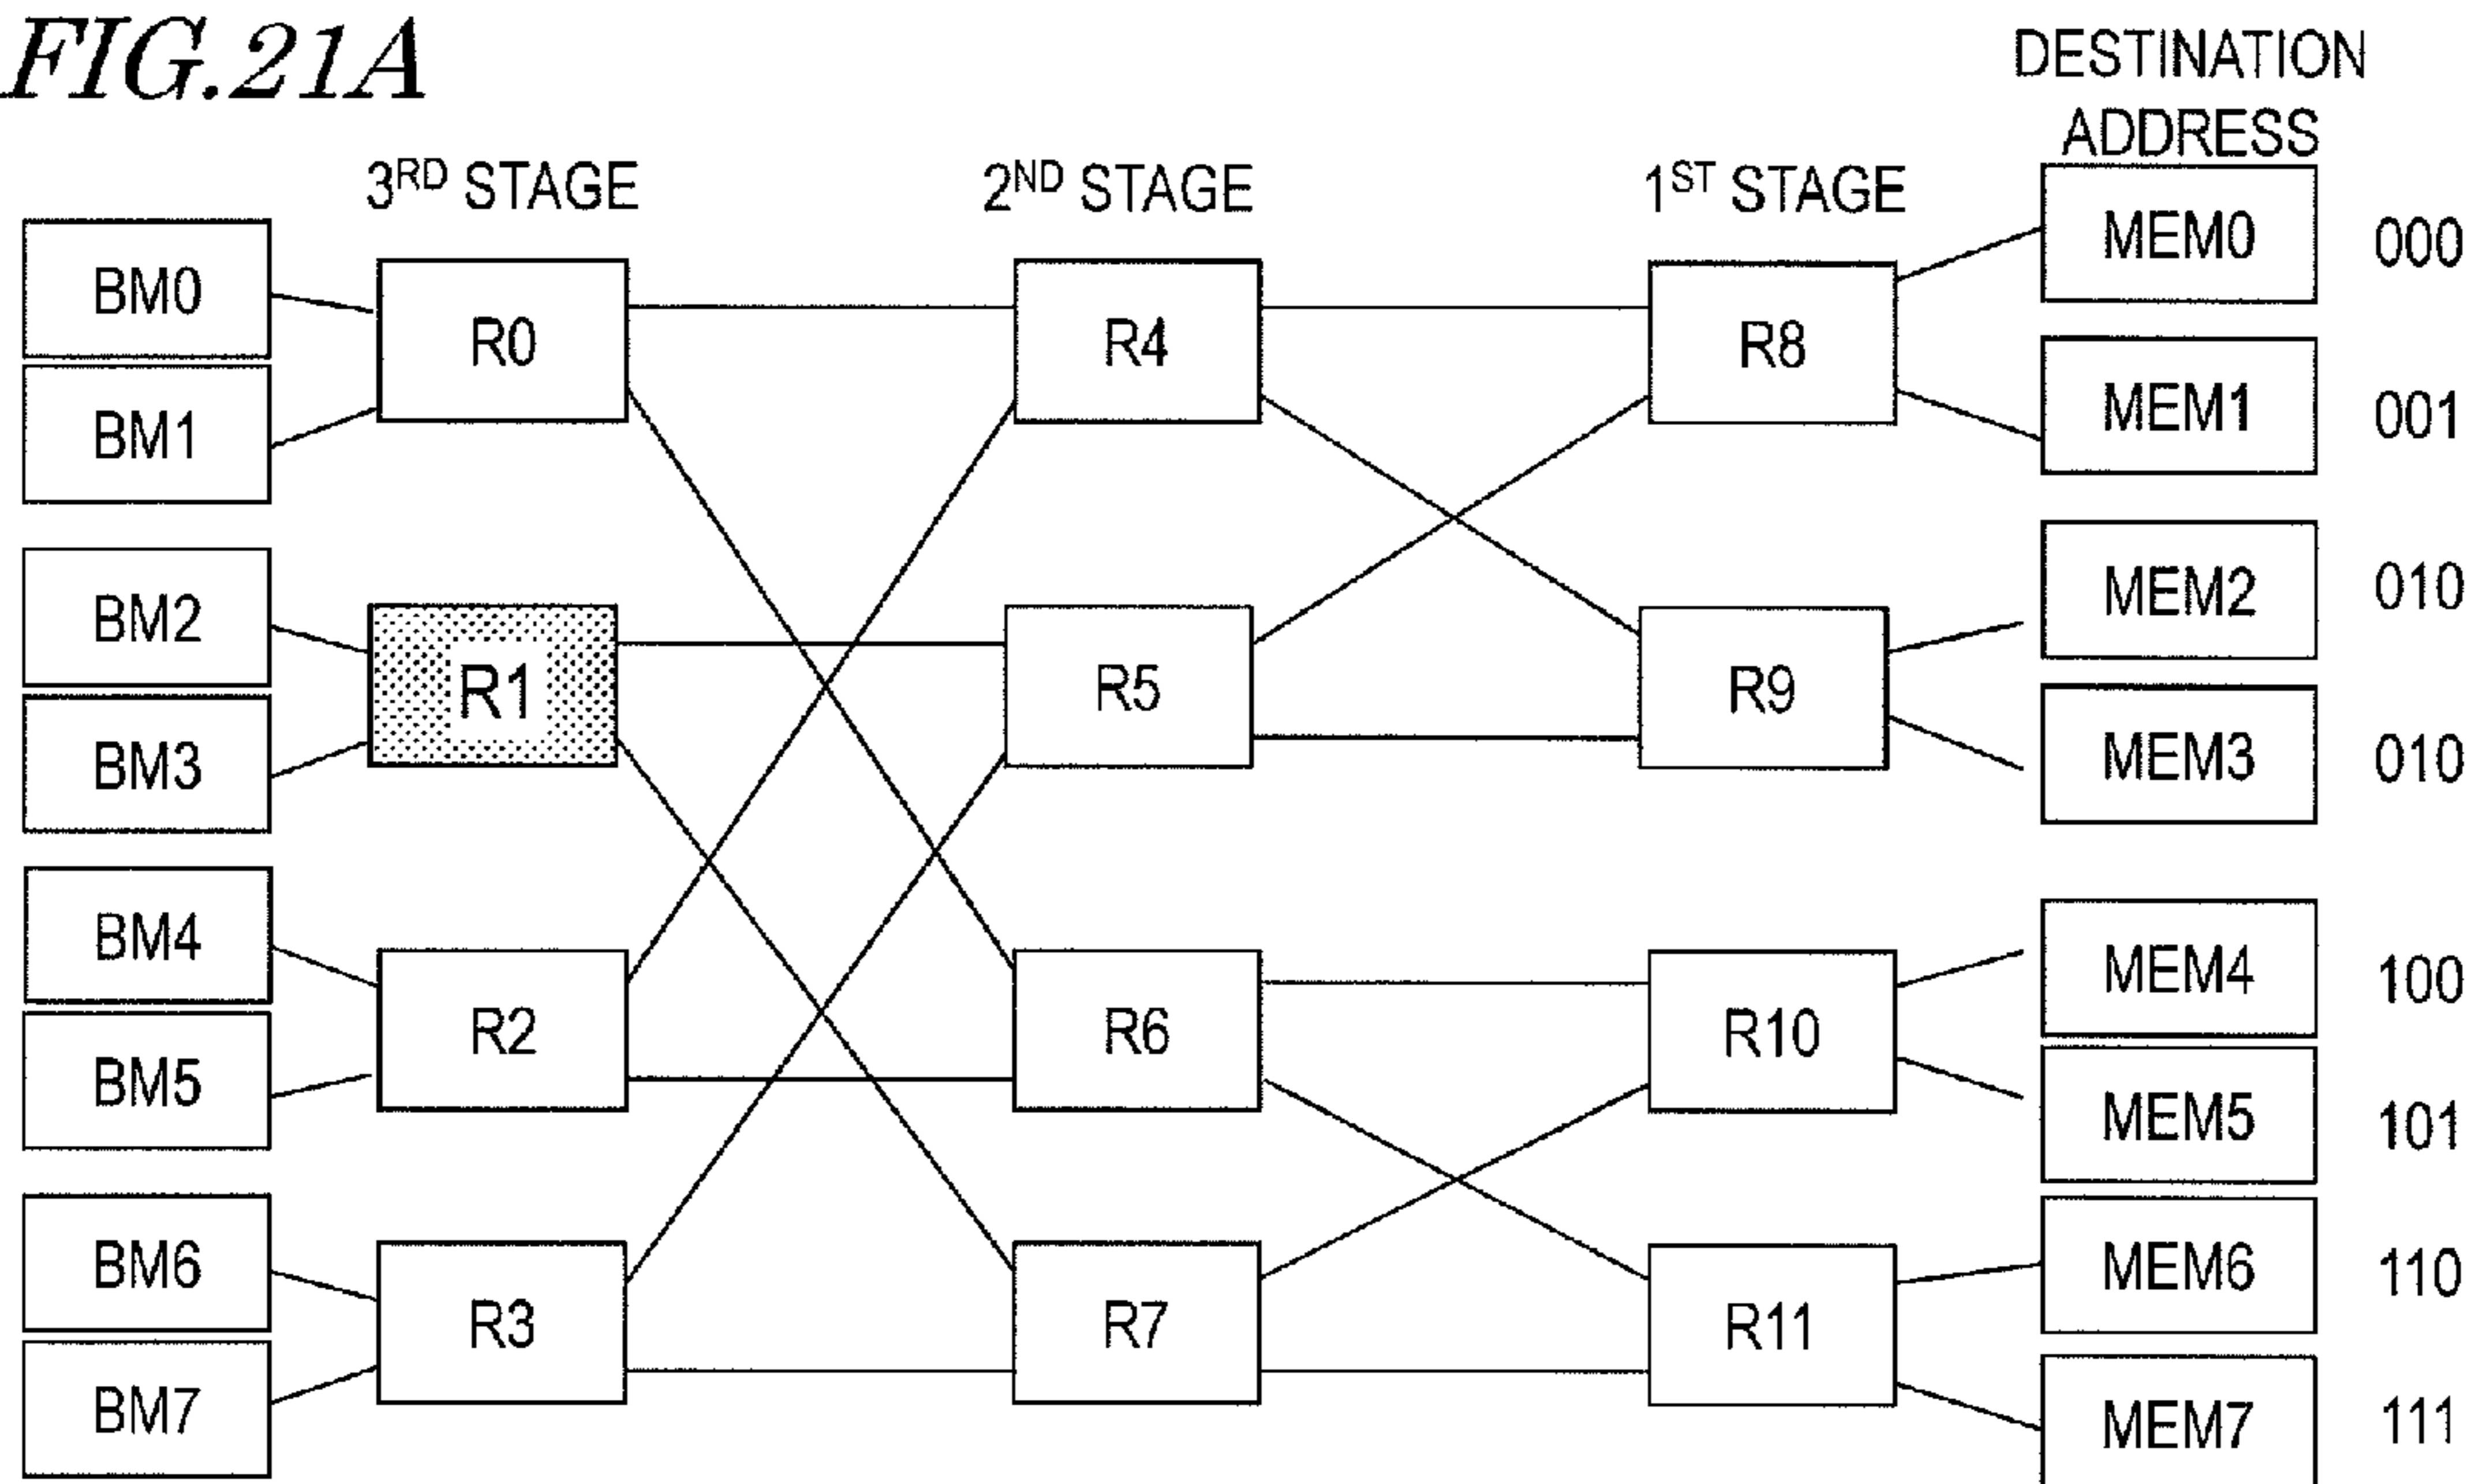 FIG.21A
DESTINATION
ADDRESS
3RD STAGE
2ND STAGE
1ST STAGE
BM0
BM1
BM2
BM3
BM4
BM5
BM6
BM7
R0
R1
R2
R3
R4
R5
R6
R7
R8
R9
R10
R11
MEM0 000
MEM1 001
MEM2 010
MEM3 010
MEM4 100
MEM5 101
MEM6 110
MEM7 111